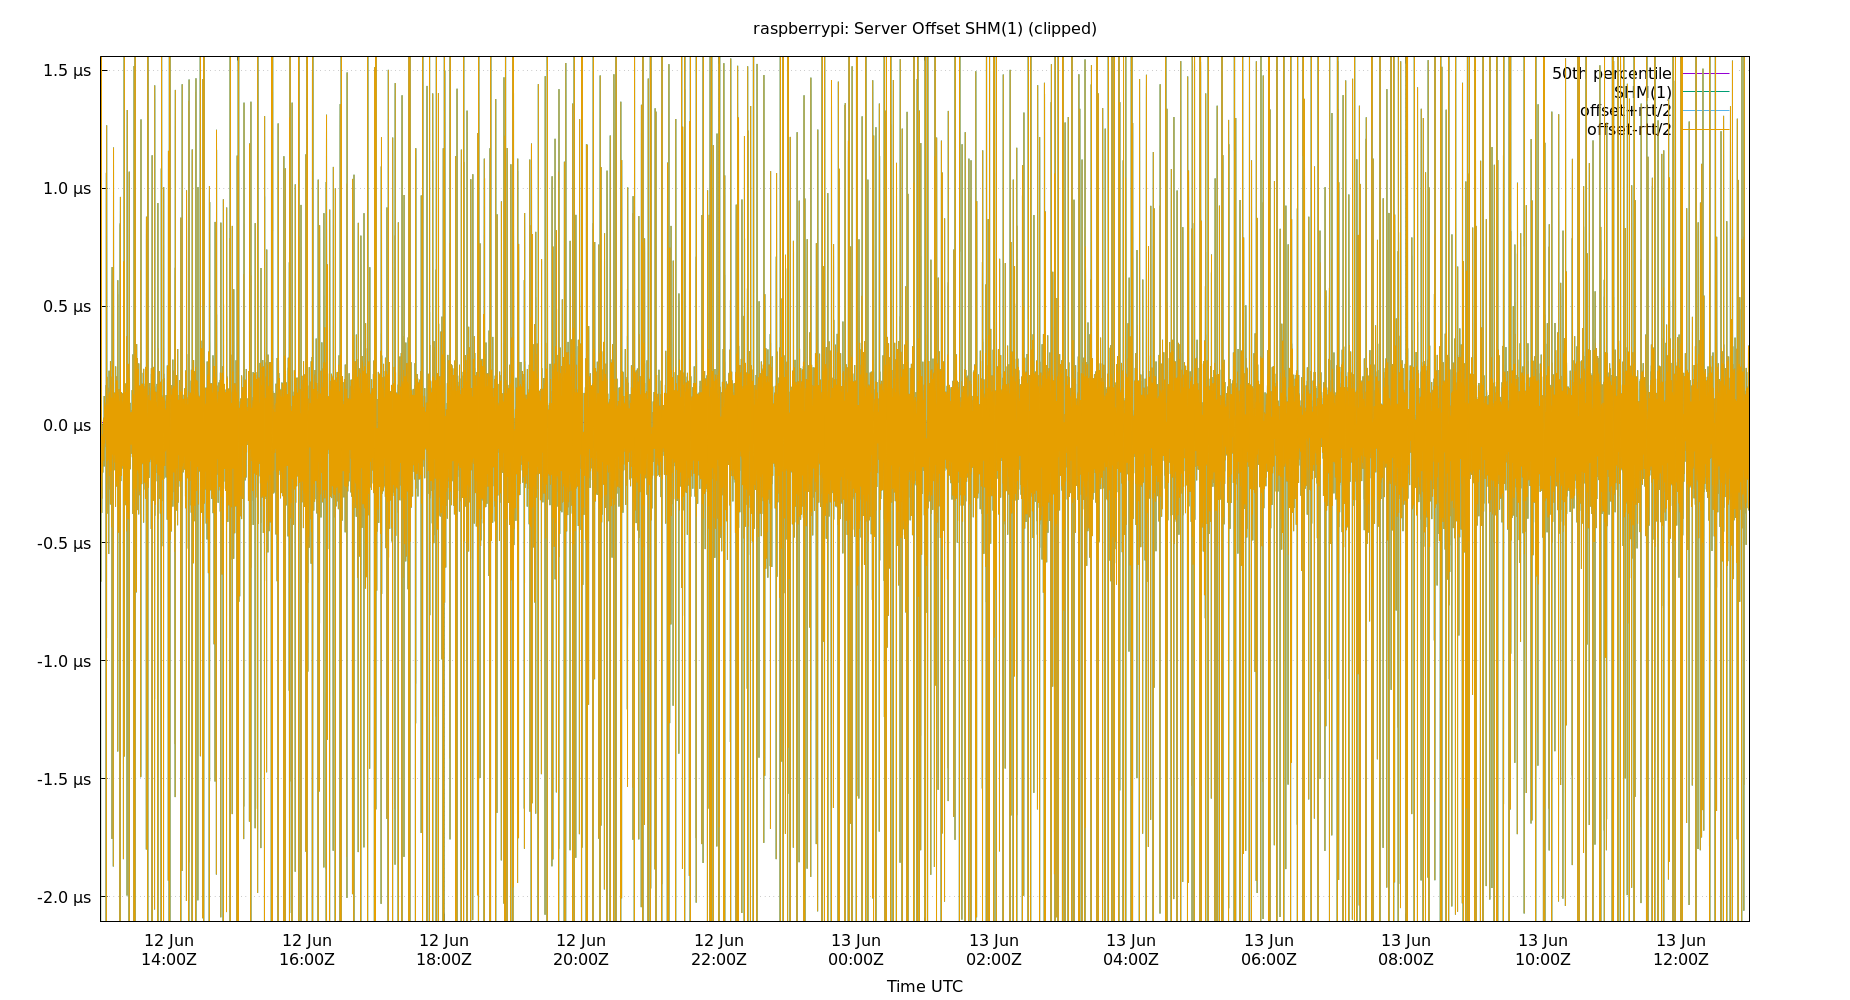 raspberrypi: Server Offset SHM(1) (clipped)
1.5 µs
1.0 µs
0.5 µs
0.0 µs
-0.5 µs
-1.0 µs
-1.5 µs
-2.0 µs
50th percentile
SHM(1)
offset+rtt/2
offset-rtt/2
12 Jun 12 Jun 12 Jun 12 Jun 12 Jun 13 Jun 13 Jun 13 Jun 13 Jun 13 Jun 13 Jun 13 Jun
14:00Z 16:00Z 18:00Z 20:00Z 22:00Z 00:00Z 02:00Z 04:00Z 06:00Z 08:00Z 10:00Z 12:00Z
Time UTC